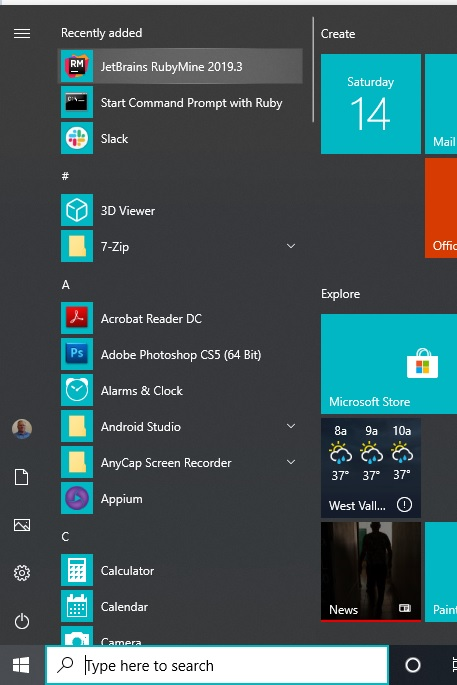 Recently added
JetBrains RubyMine 2019.3
Start Command Prompt with Ruby
Slack
#
3D Viewer
7-Zip
A
Acrobat Reader DC
Adobe Photoshop CS5 (64 Bit)
Alarms & Clock
Android Studio
AnyCap Screen Recorder
Appium
C
Calculator
Calendar
Camera
Type here to search
Create
Saturday
14
Mail
Offic
Explore
Microsoft Store
8a 9a 10a
37° 37° 37°
West Vall...
News
Paint
RM
Ps